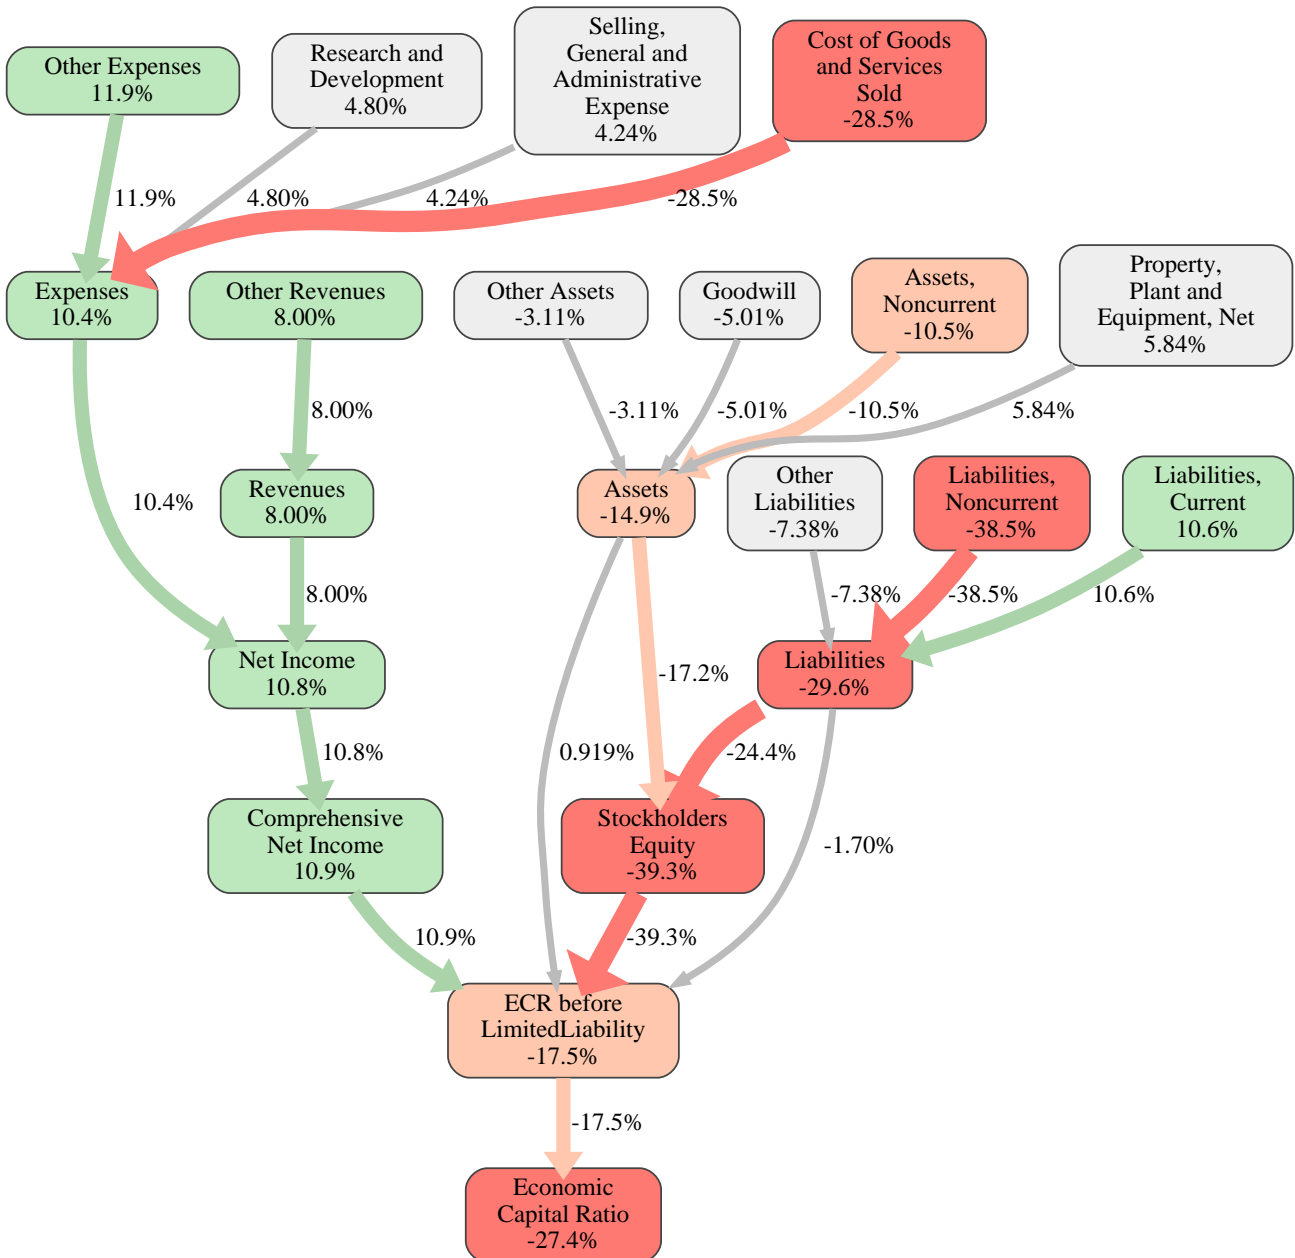 Other Expenses
11.9%
Research and
Development
4.80%
Selling,
General and
Administrative
Expense
4.24%
Cost of Goods
and Services
Sold
-28.5%
11.9%
4.80%
4.24%
-28.5%
Expenses
10.4%
Other Revenues
8.00%
Other Assets
-3.11%
Goodwill
-5.01%
Assets,
Noncurrent
-10.5%
Property,
Plant and
Equipment, Net
5.84%
8.00%
-3.11%
-5.01%
-10.5%
5.84%
10.4%
Revenues
8.00%
Assets
-14.9%
Other
Liabilities
-7.38%
Liabilities,
Noncurrent
-38.5%
Liabilities,
Current
10.6%
8.00%
-7.38%
-38.5%
10.6%
Net Income
10.8%
-17.2%
Liabilities
-29.6%
10.8%
0.919%
-24.4%
Comprehensive
Net Income
10.9%
Stockholders
Equity
-39.3%
-1.70%
10.9%
-39.3%
ECR before
LimitedLiability
-17.5%
-17.5%
Economic
Capital Ratio
-27.4%